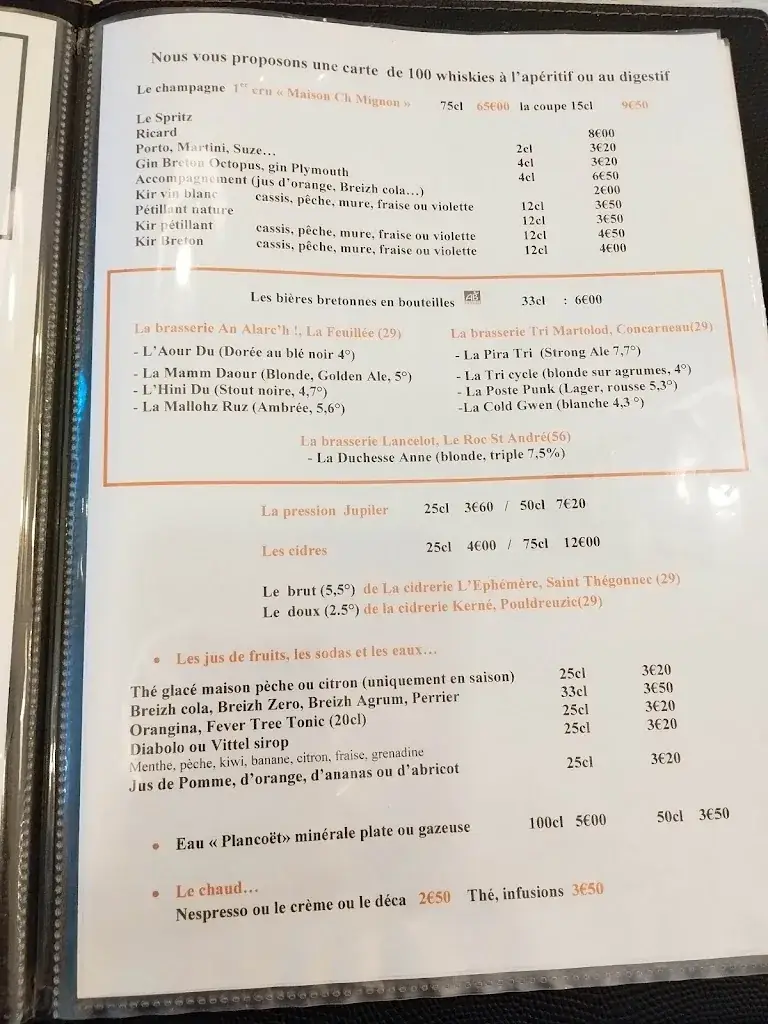 Nous vous proposons une carte de 100 whiskies à l'apéritif ou au digestif
Le champagne 1er cru « Maison Ch Mignon » 75cl 65€00 la coupe 15cl 9€50
Le Spritz 8€00
Ricard 2cl 3€20
Porto, Martini, Suze… 4cl 3€20
Gin Breton Octopus, gin Plymouth 4cl 6€50
Accompagnement (jus d'orange, Breizh cola…) 2€00
Kir vin blanc cassis, pêche, mure, fraise ou violette 12cl 3€50
Pétillant nature 12cl 3€50
Kir pétillant cassis, pêche, mure, fraise ou violette 12cl 4€50
Kir Breton cassis, pêche, mure, fraise ou violette 12cl 4€00
Les bières bretonnes en bouteilles AB 33cl : 6€00
La brasserie An Alarc'h !, La Feuillée (29)
- L'Aour Du (Dorée au blé noir 4°)
- La Mamm Daour (Blonde, Golden Ale, 5°)
- L'Hini Du (Stout noire, 4,7°)
- La Mallohz Ruz (Ambrée, 5,6°)
La brasserie Tri Martolod, Concarneau(29)
- La Pira Tri (Strong Ale 7,7°)
- La Tri cycle (blonde sur agrumes, 4°)
- La Poste Punk (Lager, rousse 5,3°)
-La Cold Gwen (blanche 4,3 °)
La brasserie Lancelot, Le Roc St André(56)
- La Duchesse Anne (blonde, triple 7,5%)
La pression Jupiler 25cl 3€60 / 50cl 7€20
Les cidres 25cl 4€00 / 75cl 12€00
Le brut (5,5°) de La cidrerie L'Ephémère, Saint Thégonnec (29)
Le doux (2.5°) de la cidrerie Kerné, Pouldreuzic(29)
• Les jus de fruits, les sodas et les eaux…
Thé glacé maison pèche ou citron (uniquement en saison) 25cl 3€20
Breizh cola, Breizh Zero, Breizh Agrum, Perrier 33cl 3€50
Orangina, Fever Tree Tonic (20cl) 25cl 3€20
Diabolo ou Vittel sirop 25cl 3€20
Menthe, pèche, kiwi, banane, citron, fraise, grenadine
Jus de Pomme, d'orange, d'ananas ou d'abricot 25cl 3€20
• Eau « Plancoët» minérale plate ou gazeuse 100cl 5€00 50cl 3€50
• Le chaud…
Nespresso ou le crème ou le déca 2€50 Thé, infusions 3€50